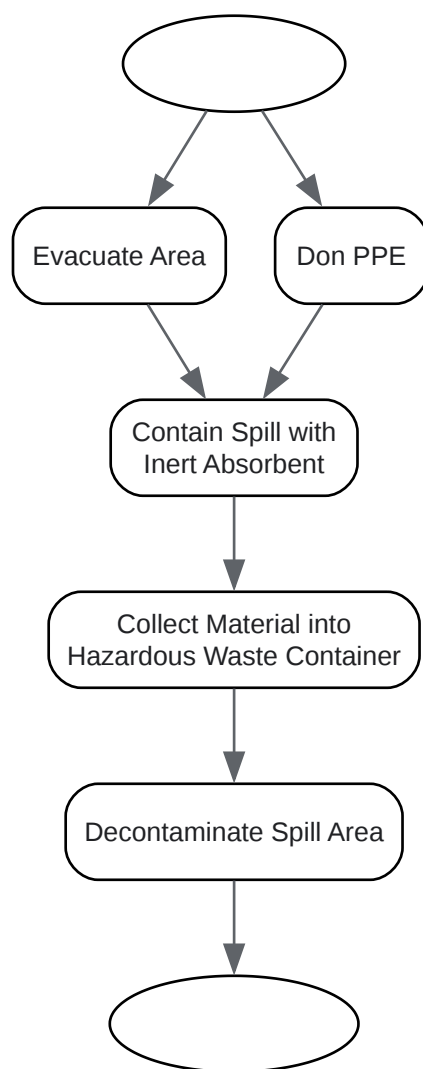 Evacuate Area
Don PPE
Contain Spill with
Inert Absorbent
Collect Material into
Hazardous Waste Container
Decontaminate Spill Area